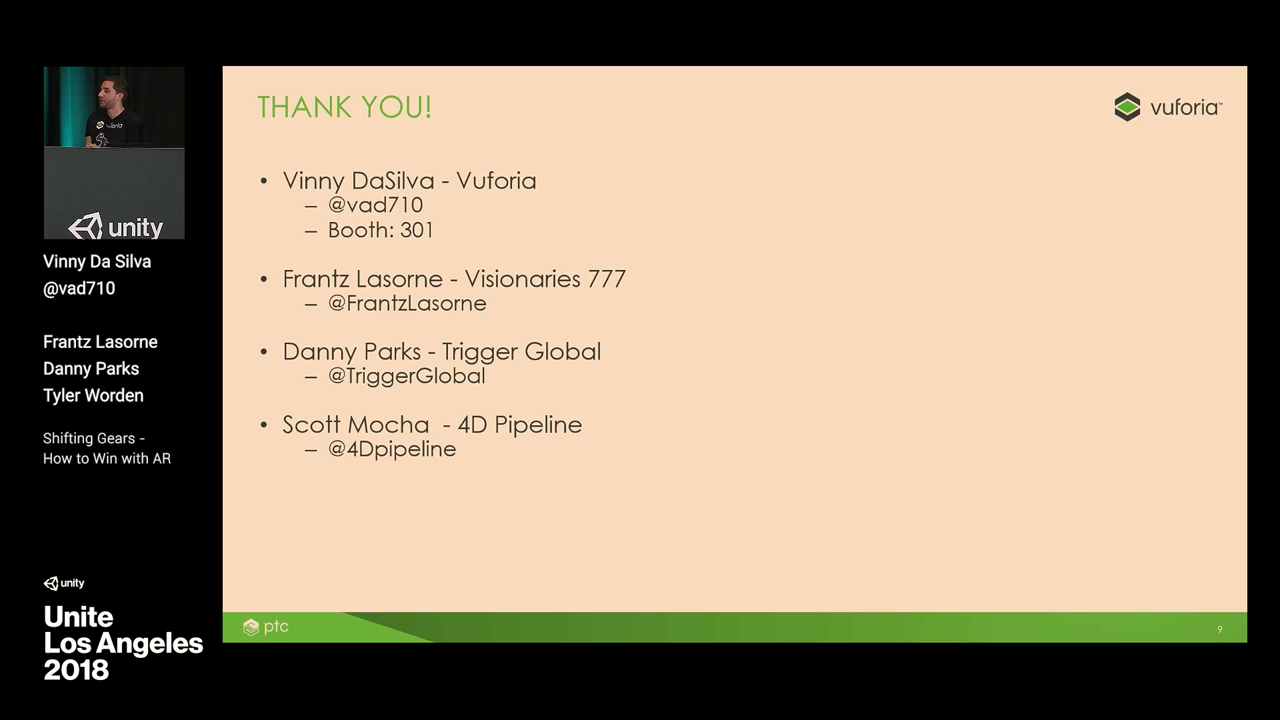 unity
Vinny Da Silva
@vad710
Frantz Lasorne
Danny Parks
Tyler Worden
Shifting Gears -
How to Win with AR
unity
Unite
Los Angeles
2018
THANK YOU!
vuforia™
• Vinny DaSilva - Vuforia
– @vad710
– Booth: 301
• Frantz Lasorne - Visionaries 777
– @FrantzLasorne
• Danny Parks - Trigger Global
– @TriggerGlobal
• Scott Mocha - 4D Pipeline
– @4Dpipeline
ptc
9